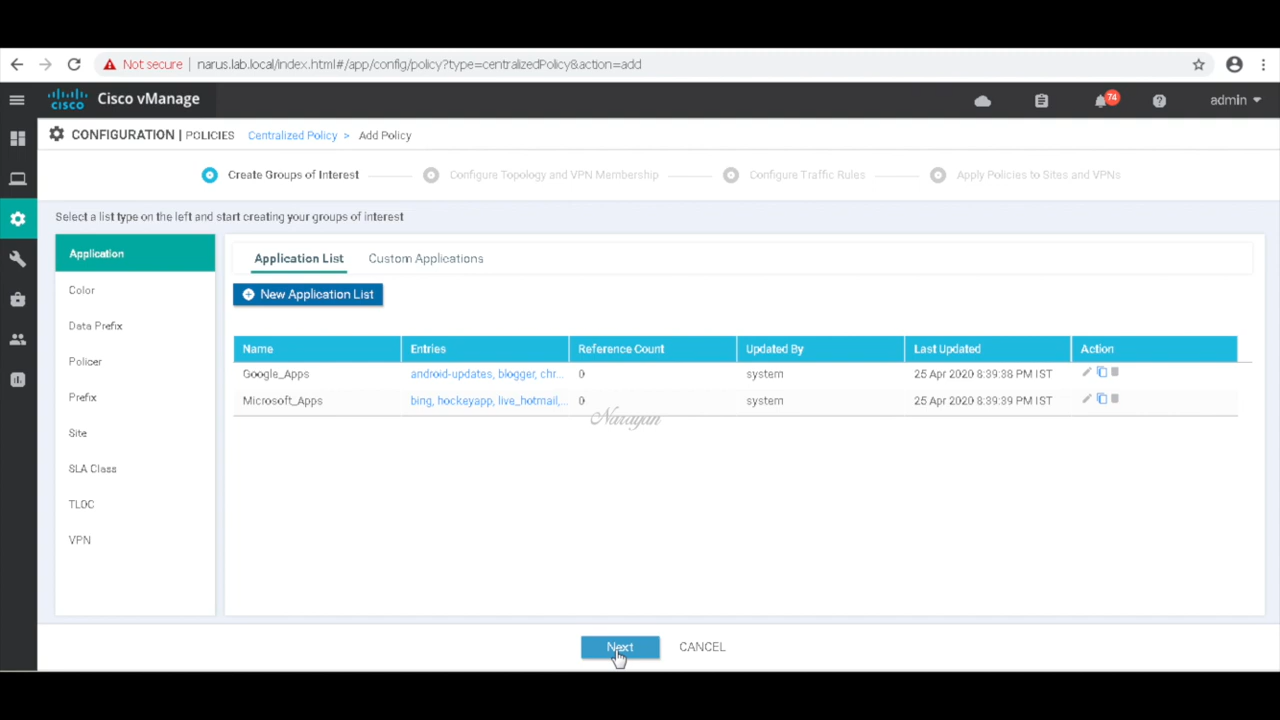 Not secure narus.lab.local/index.html#/app/config/policy?type=centralizedPolicy&action=add
cisco Cisco vManage 74 admin
CONFIGURATION | POLICIES Centralized Policy > Add Policy
Create Groups of Interest Configure Topology and VPN Membership Configure Traffic Rules Apply Policies to Sites and VPNs
Select a list type on the left and start creating your groups of interest
Application
Color
Data Prefix
Policer
Prefix
Site
SLA Class
TLOC
VPN
Application List Custom Applications
New Application List
Name Entries Reference Count Updated By Last Updated Action
Google_Apps android-updates, blogger, chr... 0 system 25 Apr 2020 8:39:38 PM IST
Microsoft_Apps bing, hockeyapp, live_hotmail,... 0 system 25 Apr 2020 8:39:39 PM IST
Narayan
Next CANCEL